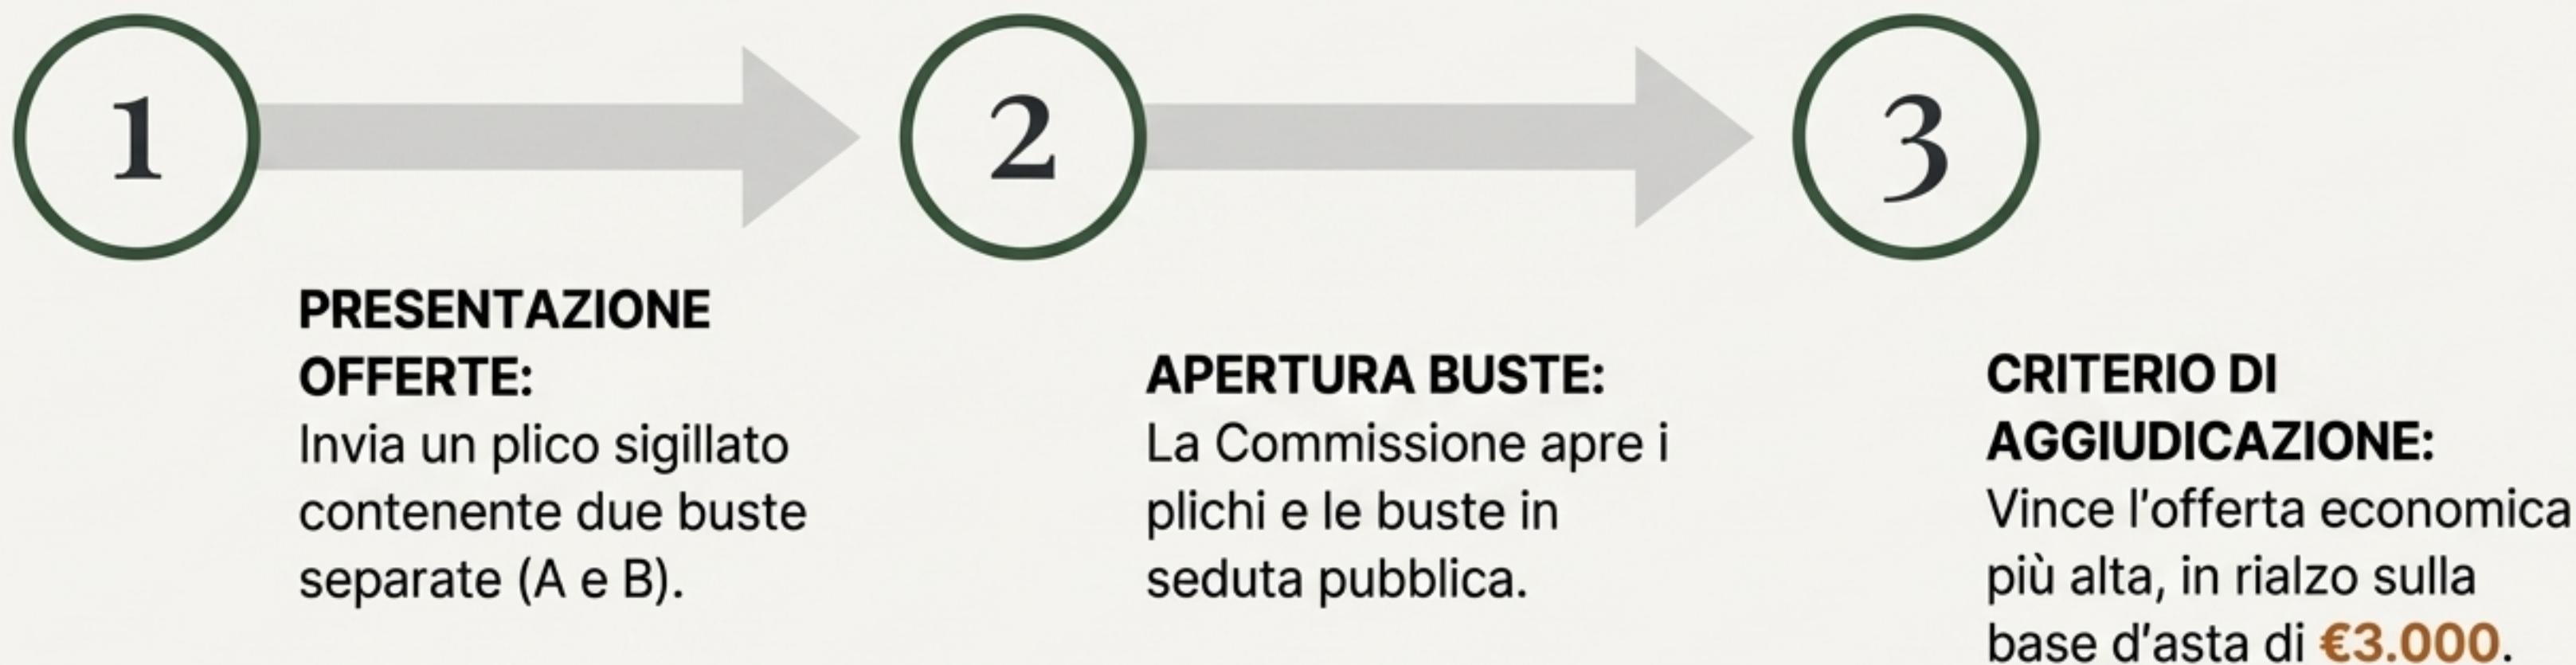 1
2
3
PRESENTAZIONE
OFFERTE:
Invia un plico sigillato
contenente due buste
separate (A e B).
APERTURA BUSTE:
La Commissione apre i
plichi e le buste in
seduta pubblica.
CRITERIO DI
AGGIUDICAZIONE:
Vince l'offerta economica
più alta, in rialzo sulla
base d'asta di €3.000.